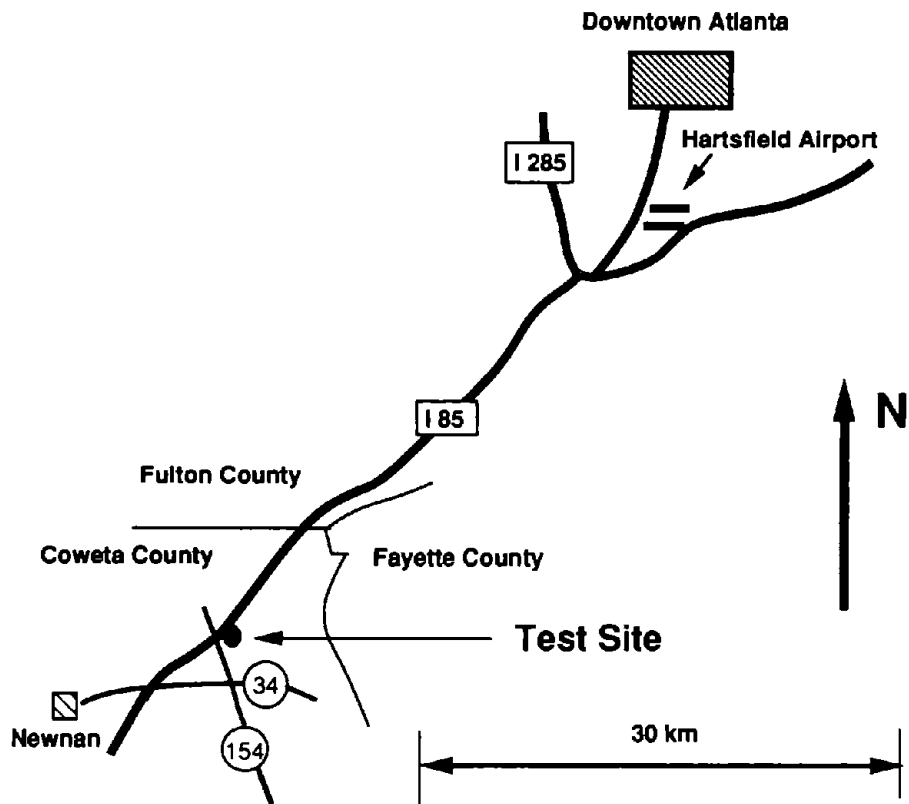 Downtown Atlanta
I 285
Hartsfield Airport
I 85
N
Fulton County
Coweta County
Fayette County
Test Site
34
Newnan
154
30 km